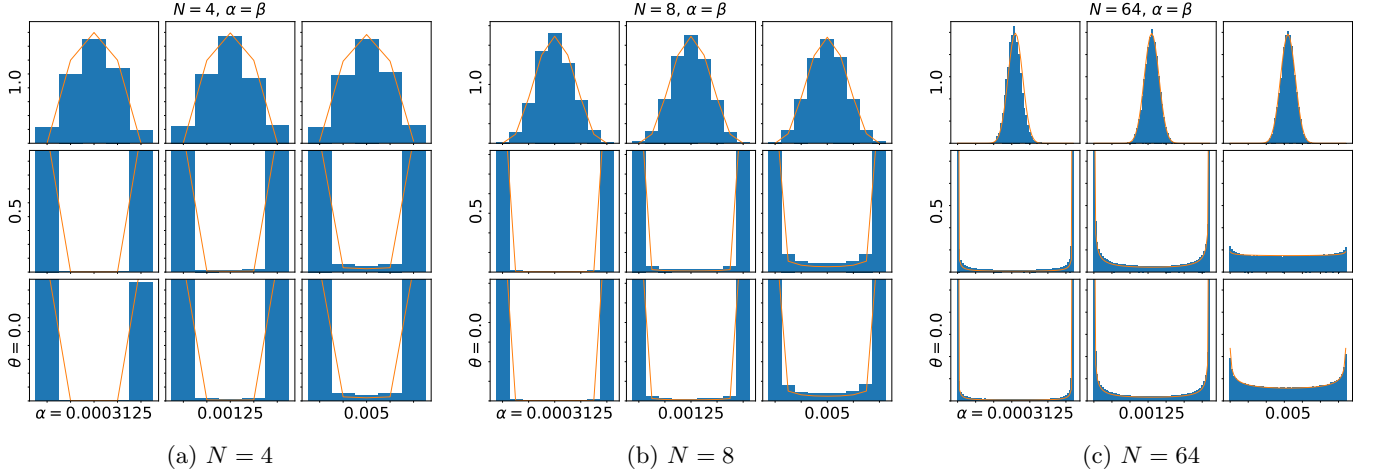 N = 4, α = β
1.0
0.5
θ = 0.0
α = 0.0003125
0.00125
0.005
(a) N = 4
N = 8, α = β
1.0
0.5
θ = 0.0
α = 0.0003125
0.00125
0.005
(b) N = 8
N = 64, α = β
1.0
0.5
θ = 0.0
α = 0.0003125
0.00125
0.005
(c) N = 64